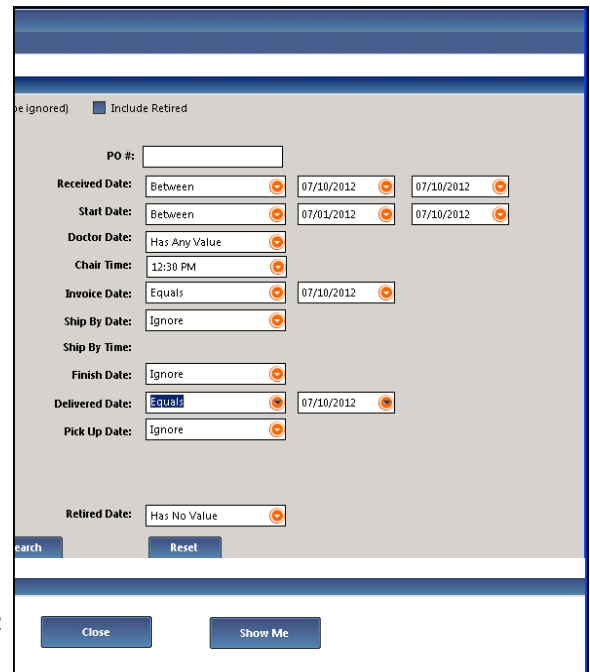 be ignored) Include Retired
PO #:
Received Date: Between 07/10/2012 07/10/2012
Start Date: Between 07/01/2012 07/10/2012
Doctor Date: Has Any Value
Chair Time: 12:30 PM
Invoice Date: Equals 07/10/2012
Ship By Date: Ignore
Ship By Time:
Finish Date: Ignore
Delivered Date: Equals 07/10/2012
Pick Up Date: Ignore
Retired Date: Has No Value
earch Reset
Close Show Me